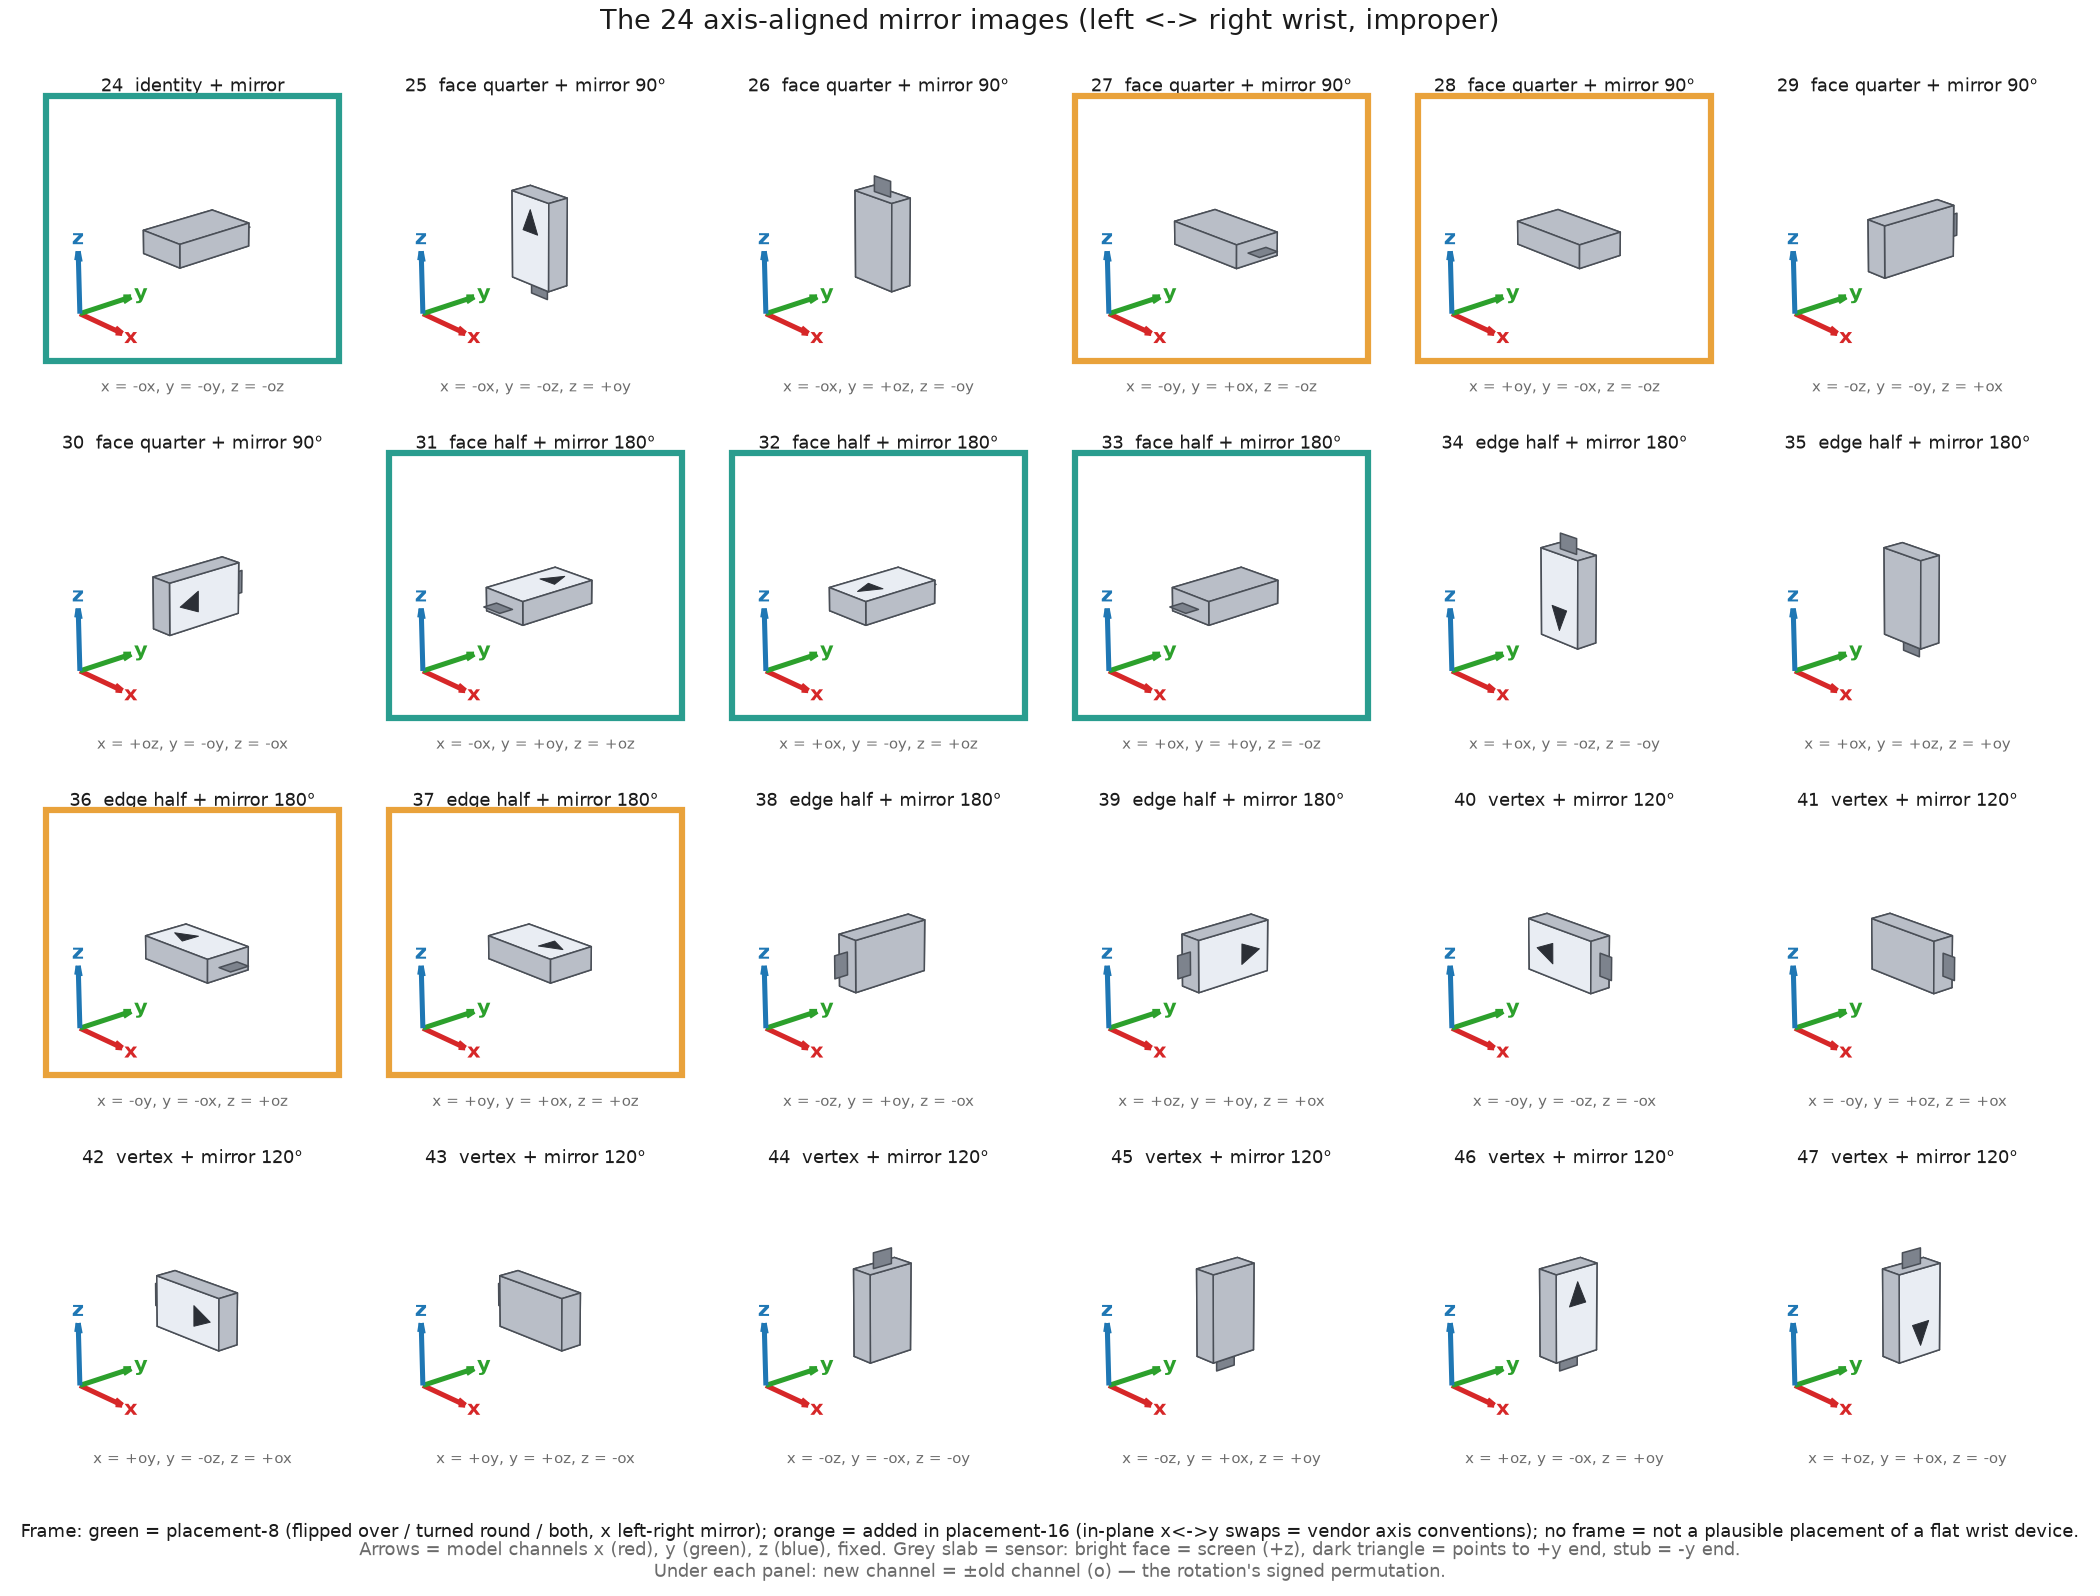 The 24 axis-aligned mirror images (left <-> right wrist, improper)
24  identity + mirror
25  face quarter + mirror 90°
26  face quarter + mirror 90°
27  face quarter + mirror 90°
28  face quarter + mirror 90°
29  face quarter + mirror 90°
z
y
x
z
y
x
z
y
x
z
y
x
z
y
x
z
y
x
x = -ox, y = -oy, z = -oz
x = -ox, y = -oz, z = +oy
x = -ox, y = +oz, z = -oy
x = -oy, y = +ox, z = -oz
x = +oy, y = -ox, z = -oz
x = -oz, y = -oy, z = +ox
30  face quarter + mirror 90°
31  face half + mirror 180°
32  face half + mirror 180°
33  face half + mirror 180°
34  edge half + mirror 180°
35  edge half + mirror 180°
z
y
x
z
y
x
z
y
x
z
y
x
z
y
x
z
y
x
x = +oz, y = -oy, z = -ox
x = -ox, y = +oy, z = +oz
x = +ox, y = -oy, z = +oz
x = +ox, y = +oy, z = -oz
x = +ox, y = -oz, z = -oy
x = +ox, y = +oz, z = +oy
36  edge half + mirror 180°
37  edge half + mirror 180°
38  edge half + mirror 180°
39  edge half + mirror 180°
40  vertex + mirror 120°
41  vertex + mirror 120°
z
y
x
z
y
x
z
y
x
z
y
x
z
y
x
z
y
x
x = -oy, y = -ox, z = +oz
x = +oy, y = +ox, z = +oz
x = -oz, y = +oy, z = -ox
x = +oz, y = +oy, z = +ox
x = -oy, y = -oz, z = -ox
x = -oy, y = +oz, z = +ox
42  vertex + mirror 120°
43  vertex + mirror 120°
44  vertex + mirror 120°
45  vertex + mirror 120°
46  vertex + mirror 120°
47  vertex + mirror 120°
z
y
x
z
y
x
z
y
x
z
y
x
z
y
x
z
y
x
x = +oy, y = -oz, z = +ox
x = +oy, y = +oz, z = -ox
x = -oz, y = -ox, z = -oy
x = -oz, y = +ox, z = +oy
x = +oz, y = -ox, z = +oy
x = +oz, y = +ox, z = -oy
Frame: green = placement-8 (flipped over / turned round / both, x left-right mirror); orange = added in placement-16 (in-plane x<->y swaps = vendor axis conventions); no frame = not a plausible placement of a flat wrist device.
Arrows = model channels x (red), y (green), z (blue), fixed. Grey slab = sensor: bright face = screen (+z), dark triangle = points to +y end, stub = -y end.
Under each panel: new channel = ±old channel (o) — the rotation's signed permutation.